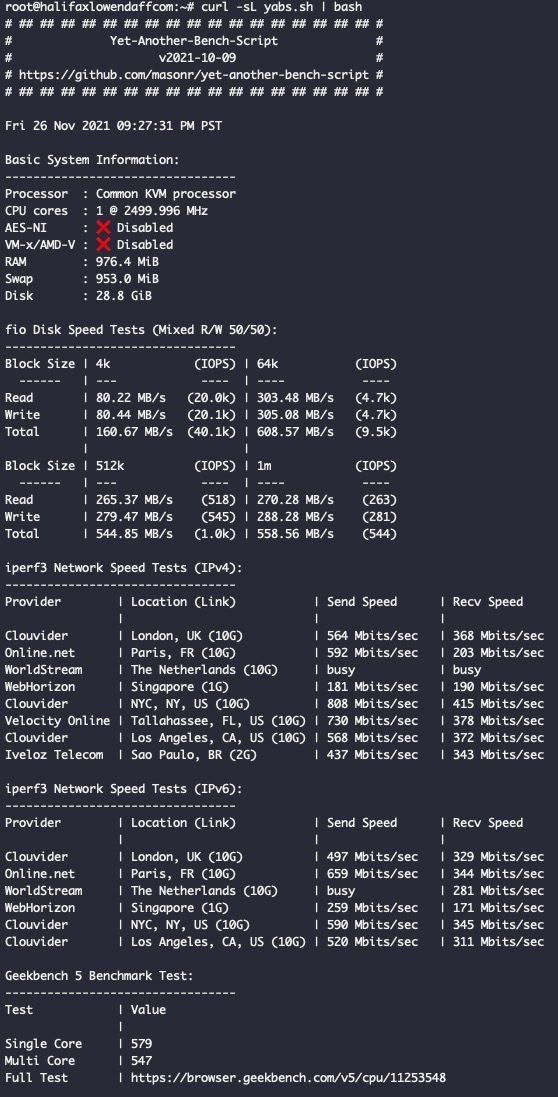 root@halifaxlowendaffcom:~# curl -sL yabs.sh | bash
# ## ## ## ## ## ## ## ## ## ## ## ## ## ## ## ## ## #
#              Yet-Another-Bench-Script              #
#                     v2021-10-09                    #
# https://github.com/masonr/yet-another-bench-script #
# ## ## ## ## ## ## ## ## ## ## ## ## ## ## ## ## ## #
Fri 26 Nov 2021 09:27:31 PM PST
Basic System Information:
---------------------------------
Processor  : Common KVM processor
CPU cores  : 1 @ 2499.996 MHz
AES-NI     : ❌ Disabled
VM-x/AMD-V : ❌ Disabled
RAM        : 976.4 MiB
Swap       : 953.0 MiB
Disk       : 28.8 GiB
fio Disk Speed Tests (Mixed R/W 50/50):
---------------------------------
Block Size | 4k            (IOPS) | 64k           (IOPS)
  ------   | ---            ----  | ----           ----
Read       | 80.22 MB/s   (20.0k) | 303.48 MB/s   (4.7k)
Write      | 80.44 MB/s   (20.1k) | 305.08 MB/s   (4.7k)
Total      | 160.67 MB/s  (40.1k) | 608.57 MB/s   (9.5k)
           |                      |
Block Size | 512k          (IOPS) | 1m            (IOPS)
  ------   | ---            ----  | ----           ----
Read       | 265.37 MB/s    (518) | 270.28 MB/s    (263)
Write      | 279.47 MB/s    (545) | 288.28 MB/s    (281)
Total      | 544.85 MB/s   (1.0k) | 558.56 MB/s    (544)
iperf3 Network Speed Tests (IPv4):
---------------------------------
Provider        | Location (Link)           | Send Speed      | Recv Speed
                |                           |                 |
Clouvider       | London, UK (10G)          | 564 Mbits/sec   | 368 Mbits/sec
Online.net      | Paris, FR (10G)           | 592 Mbits/sec   | 203 Mbits/sec
WorldStream     | The Netherlands (10G)     | busy            | busy
WebHorizon      | Singapore (1G)            | 181 Mbits/sec   | 190 Mbits/sec
Clouvider       | NYC, NY, US (10G)         | 808 Mbits/sec   | 415 Mbits/sec
Velocity Online | Tallahassee, FL, US (10G) | 730 Mbits/sec   | 378 Mbits/sec
Clouvider       | Los Angeles, CA, US (10G) | 568 Mbits/sec   | 372 Mbits/sec
Iveloz Telecom  | Sao Paulo, BR (2G)        | 437 Mbits/sec   | 343 Mbits/sec
iperf3 Network Speed Tests (IPv6):
---------------------------------
Provider        | Location (Link)           | Send Speed      | Recv Speed
                |                           |                 |
Clouvider       | London, UK (10G)          | 497 Mbits/sec   | 329 Mbits/sec
Online.net      | Paris, FR (10G)           | 659 Mbits/sec   | 344 Mbits/sec
WorldStream     | The Netherlands (10G)     | busy            | 281 Mbits/sec
WebHorizon      | Singapore (1G)            | 259 Mbits/sec   | 171 Mbits/sec
Clouvider       | NYC, NY, US (10G)         | 590 Mbits/sec   | 345 Mbits/sec
Clouvider       | Los Angeles, CA, US (10G) | 520 Mbits/sec   | 311 Mbits/sec
Geekbench 5 Benchmark Test:
---------------------------------
Test            | Value
                |
Single Core     | 579
Multi Core      | 547
Full Test       | https://browser.geekbench.com/v5/cpu/11253548